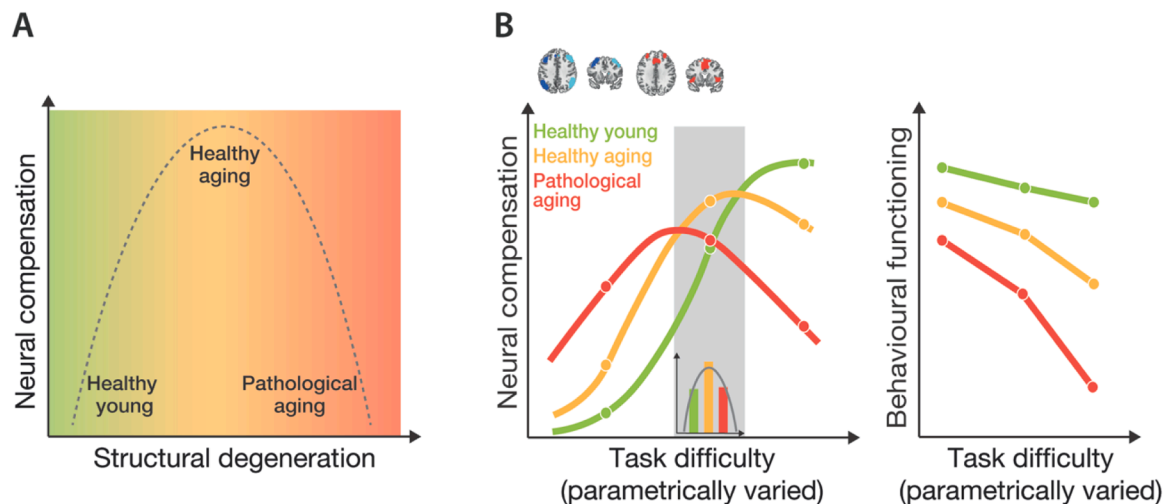 A
Neural compensation
Healthy
aging
Healthy
young
Pathological
aging
Structural degeneration
B
Neural compensation
Healthy young
Healthy aging
Pathological
aging
Task difficulty
(parametrically varied)
Behavioural functioning
Task difficulty
(parametrically varied)